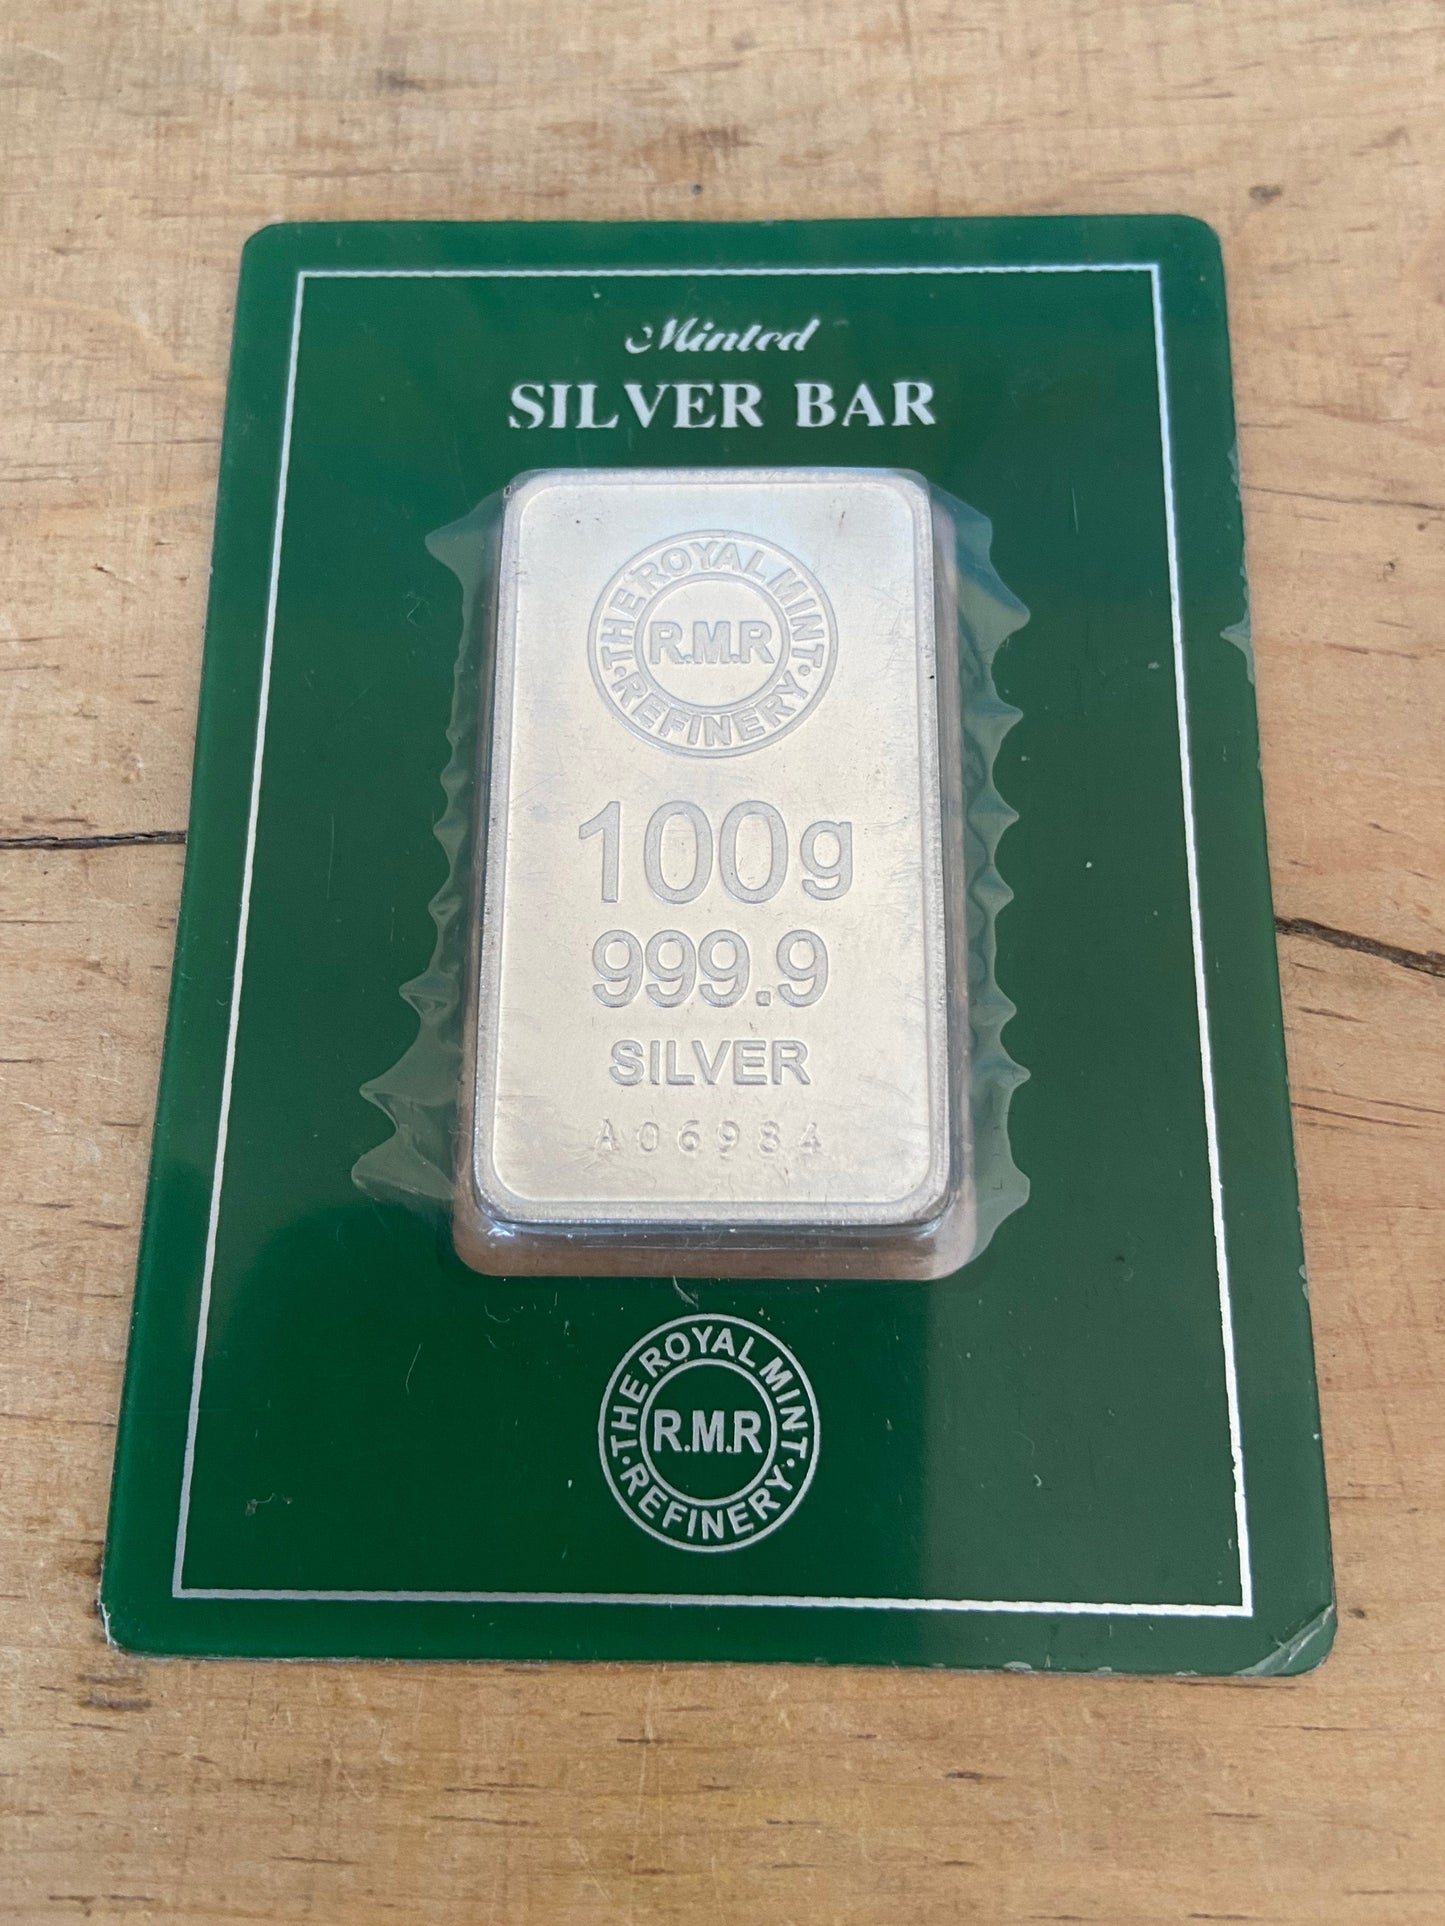 Minted
SILVER BAR
THE ROYAL MINT
R.M.R
REFINERY
100g
999.9
SILVER
A06984
THE ROYAL MINT
R.M.R
REFINERY